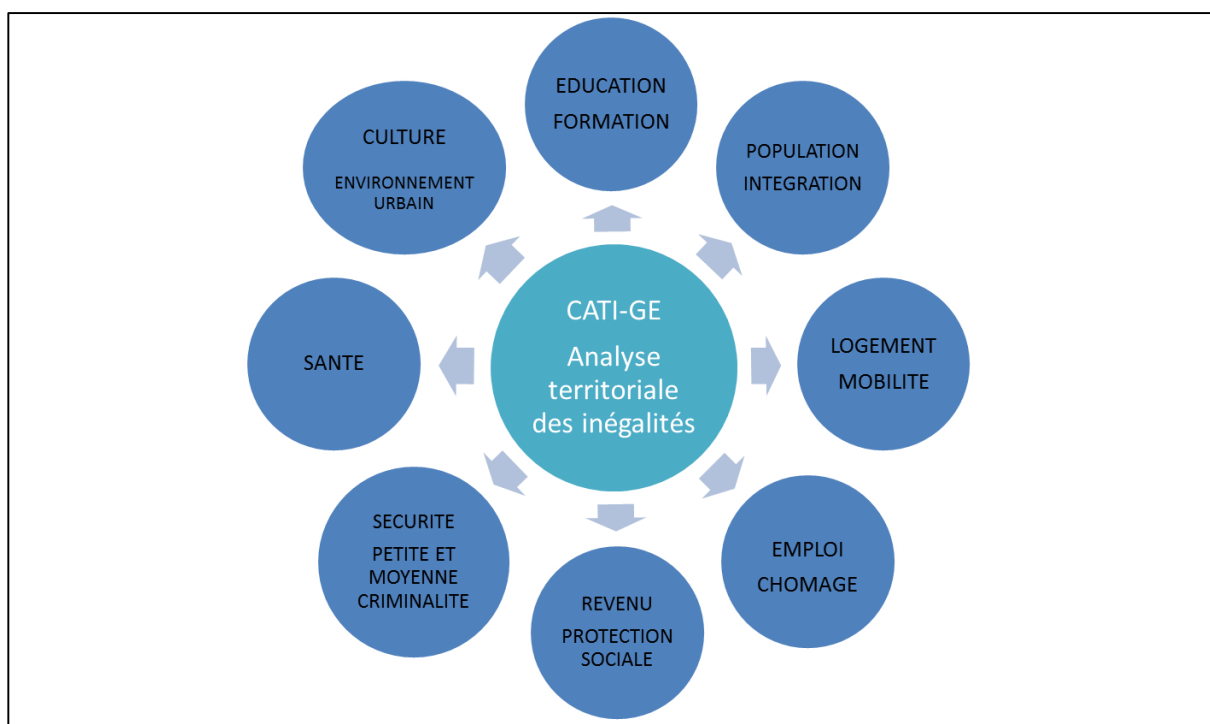 EDUCATION
FORMATION
POPULATION
INTEGRATION
LOGEMENT
MOBILITE
EMPLOI
CHOMAGE
REVENU
PROTECTION
SOCIALE
SECURITE
PETITE ET
MOYENNE
CRIMINALITE
SANTE
CULTURE
ENVIRONNEMENT
URBAIN
CATI-GE
Analyse
territoriale
des inégalités